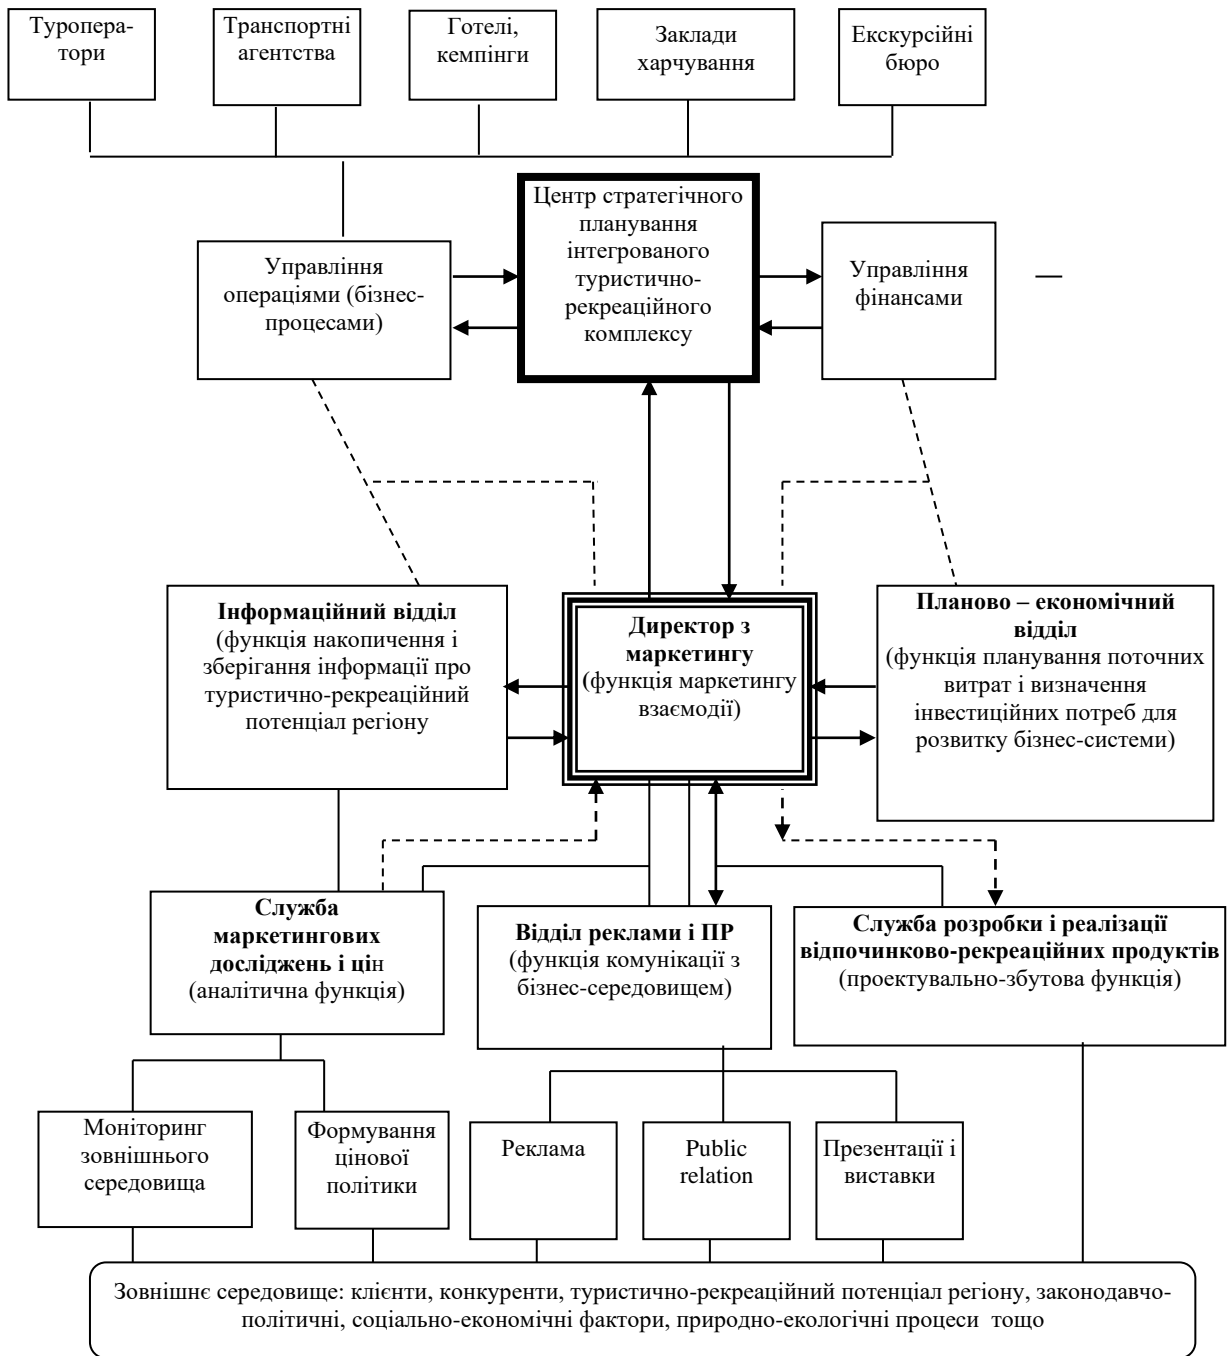 Туропера-
тори
Транспортні
агентства
Готелі,
кемпінги
Заклади
харчування
Екскурсійні
бюро
Центр стратегічного
планування
інтегрованого
туристично-
рекреаційного
комплексу
Управління
операціями (бізнес-
процесами)
Управління
фінансами
Інформаційний відділ
(функція накопичення і
зберігання інформації про
туристично-рекреаційний
потенціал регіону
Директор з
маркетингу
(функція маркетингу
взаємодії)
Планово – економічний
відділ
(функція планування поточних
витрат і визначення
інвестиційних потреб для
розвитку бізнес-системи)
Служба
маркетингових
досліджень і цін
(аналітична функція)
Відділ реклами і ПР
(функція комунікації з
бізнес-середовищем)
Служба розробки і реалізації
відпочинково-рекреаційних продуктів
(проектувально-збутова функція)
Моніторинг
зовнішнього
середовища
Формування
цінової
політики
Реклама
Public
relation
Презентації і
виставки
Зовнішнє середовище: клієнти, конкуренти, туристично-рекреаційний потенціал регіону, законодавчо-
політичні, соціально-економічні фактори, природно-екологічні процеси тощо